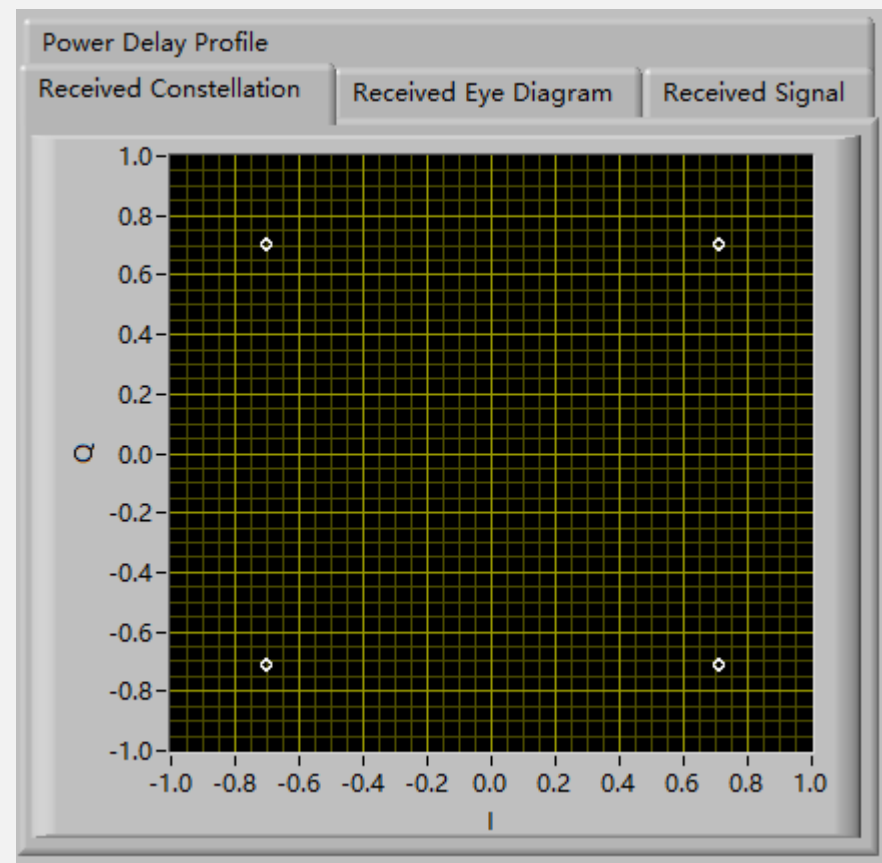 Power Delay Profile
Received Constellation Received Eye Diagram Received Signal
1.0
0.8
0.6
0.4
0.2
Q 0.0
-0.2
-0.4
-0.6
-0.8
-1.0
-1.0 -0.8 -0.6 -0.4 -0.2 0.0 0.2 0.4 0.6 0.8 1.0
I